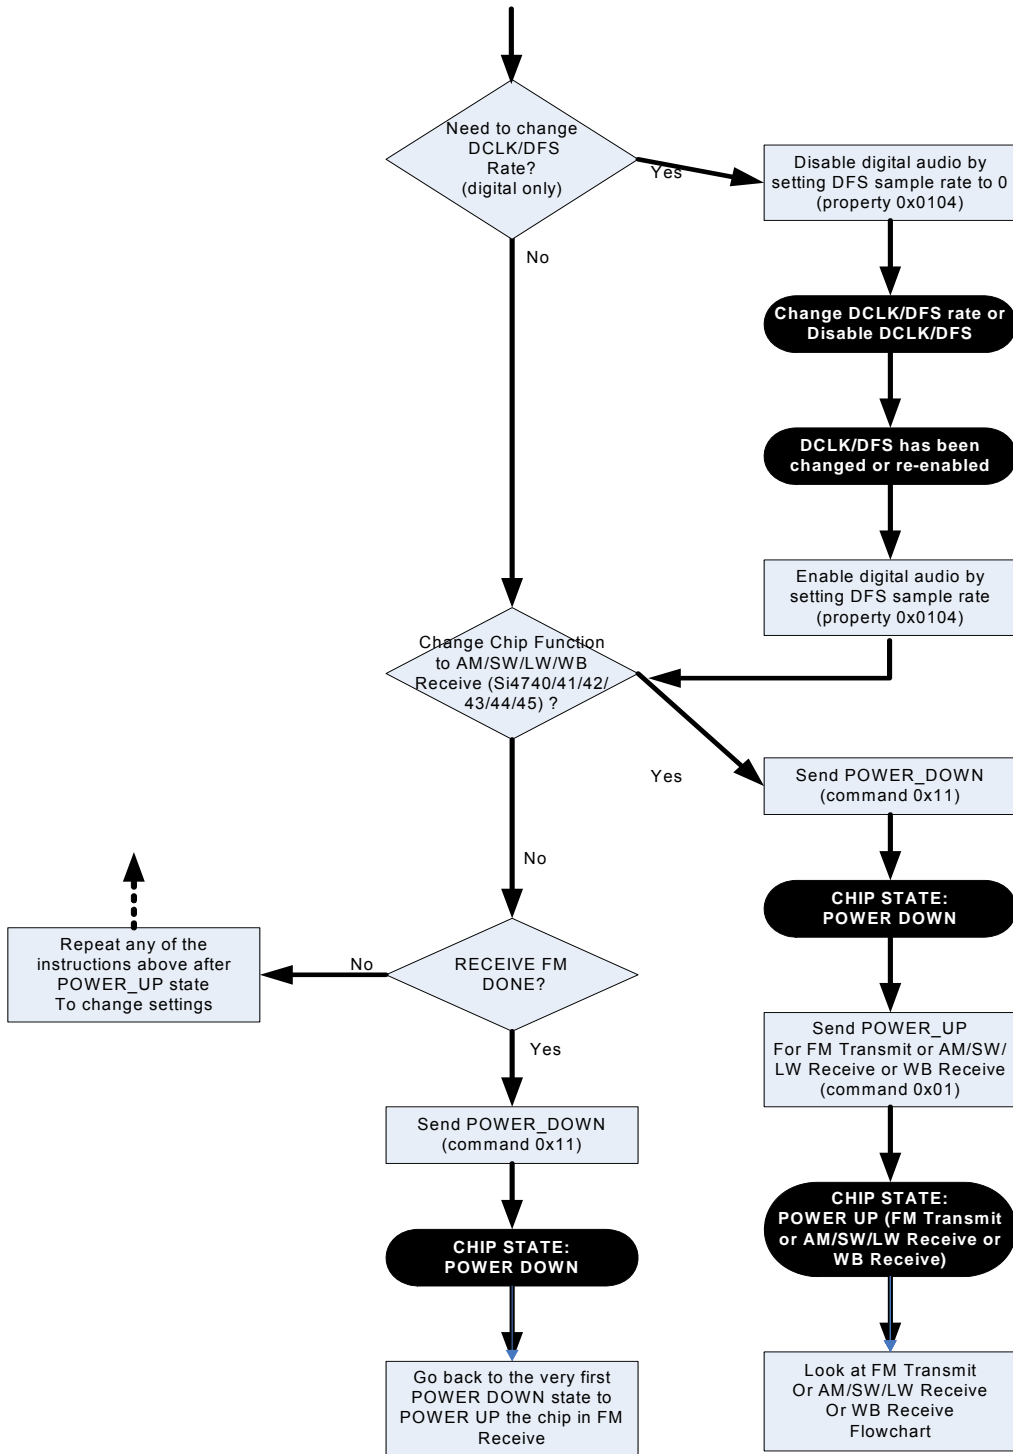 Need to change
DCLK/DFS
Rate?
(digital only)
Yes
Disable digital audio by
setting DFS sample rate to 0
(property 0x0104)
No
Change DCLK/DFS rate or
Disable DCLK/DFS
DCLK/DFS has been
changed or re-enabled
Enable digital audio by
setting DFS sample rate
(property 0x0104)
Change Chip Function
to AM/SW/LW/WB
Receive (Si4740/41/42/
43/44/45) ?
Yes
Send POWER_DOWN
(command 0x11)
No
CHIP STATE:
POWER DOWN
Repeat any of the
instructions above after
POWER_UP state
To change settings
No
RECEIVE FM
DONE?
Yes
Send POWER_UP
For FM Transmit or AM/SW/
LW Receive or WB Receive
(command 0x01)
Send POWER_DOWN
(command 0x11)
CHIP STATE:
POWER UP (FM Transmit
or AM/SW/LW Receive or
WB Receive)
CHIP STATE:
POWER DOWN
Go back to the very first
POWER DOWN state to
POWER UP the chip in FM
Receive
Look at FM Transmit
Or AM/SW/LW Receive
Or WB Receive
Flowchart